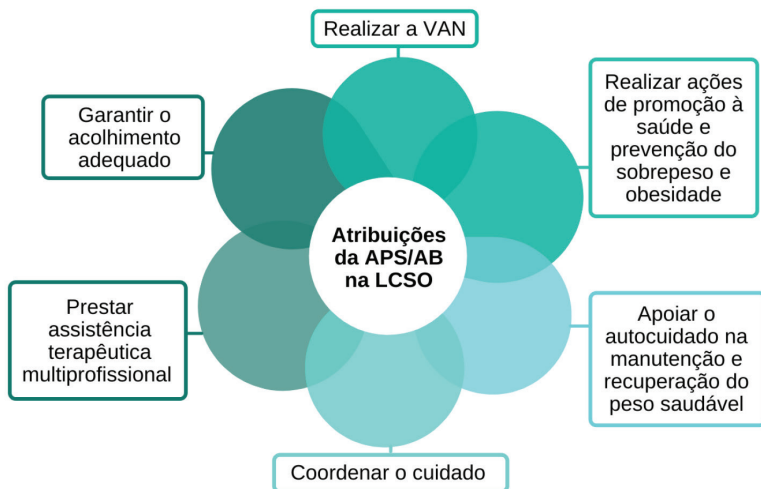 Realizar a VAN
Realizar ações
de promoção à
saúde e
prevenção do
sobrepeso e
obesidade
Garantir o
acolhimento
adequado
Atribuições
da APS/AB
na LCSO
Prestar
assistência
terapêutica
multiprofissional
Apoiar o
autocuidado na
manutenção e
recuperação do
peso saudável
Coordenar o cuidado